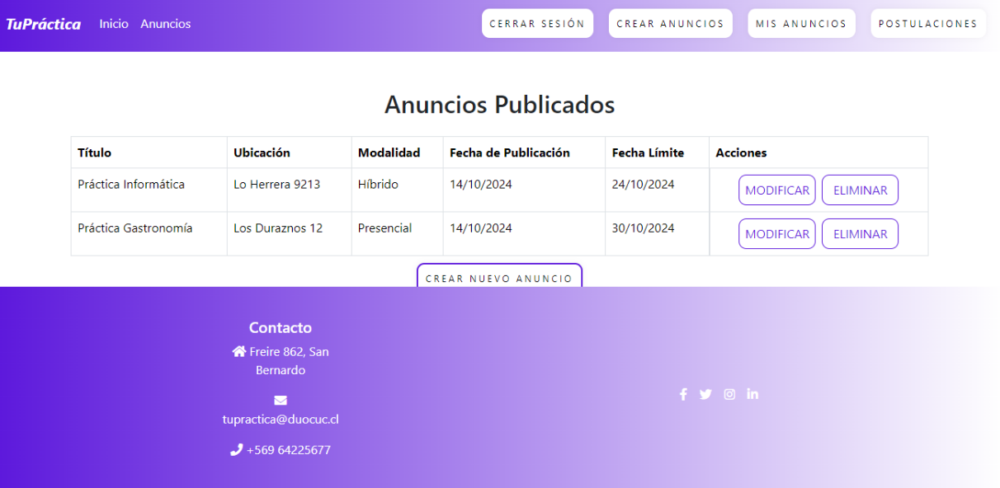 TuPráctica Inicio Anuncios CERRAR SESIÓN CREAR ANUNCIOS MIS ANUNCIOS POSTULACIONES
Anuncios Publicados
Título Ubicación Modalidad Fecha de Publicación Fecha Límite Acciones
Práctica Informática Lo Herrera 9213 Híbrido 14/10/2024 24/10/2024 MODIFICAR ELIMINAR
Práctica Gastronomía Los Duraznos 12 Presencial 14/10/2024 30/10/2024 MODIFICAR ELIMINAR
CREAR NUEVO ANUNCIO
Contacto
Freire 862, San
Bernardo
tupractica@duocuc.cl
+569 64225677